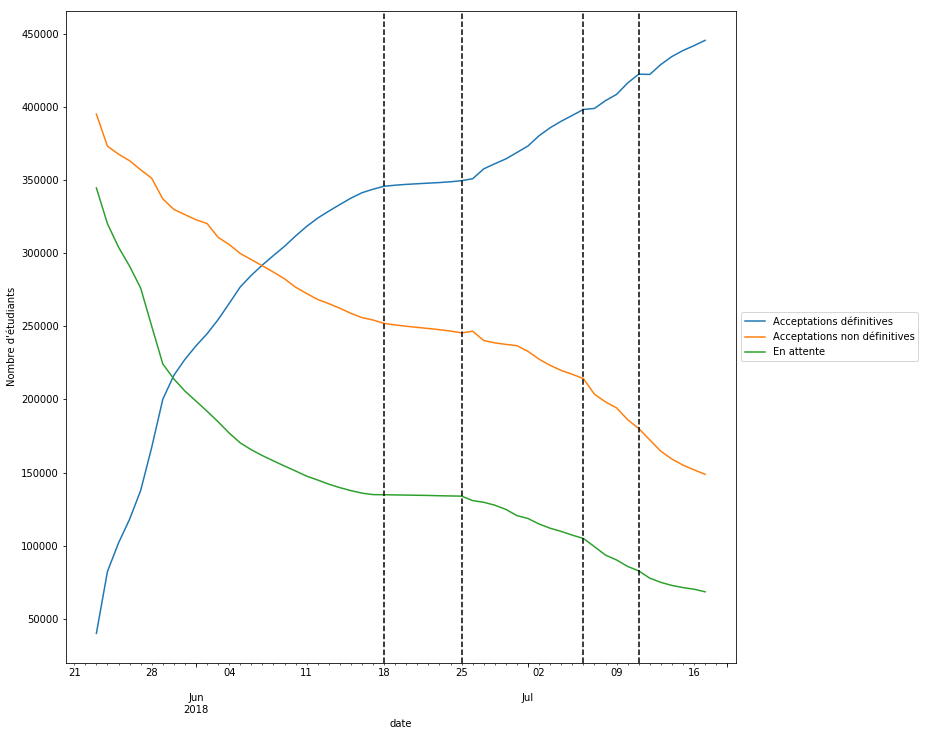 450000
400000
350000
300000
250000
200000
150000
100000
50000
Nombre d'étudiants
21 28 04 11 18 25 02 09 16
Jun Jul
2018
date
Acceptations définitives
Acceptations non définitives
En attente